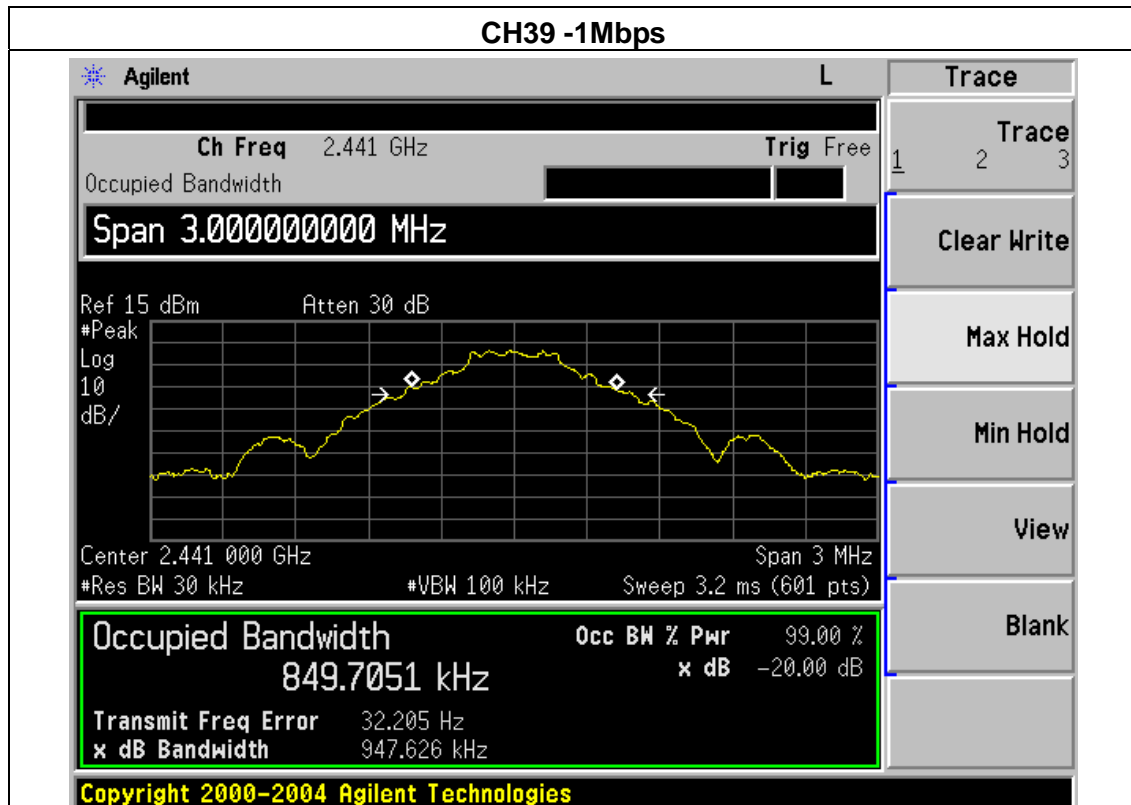 CH39 -1Mbps
Agilent L Trace
Ch Freq 2.441 GHz Trig Free
Occupied Bandwidth
Span 3.000000000 MHz
Ref 15 dBm Atten 30 dB
#Peak
Log
10
dB/
Center 2.441 000 GHz Span 3 MHz
#Res BW 30 kHz #VBW 100 kHz Sweep 3.2 ms (601 pts)
Occupied Bandwidth Occ BW % Pwr 99.00 %
849.7051 kHz x dB -20.00 dB
Transmit Freq Error 32.205 Hz
x dB Bandwidth 947.626 kHz
Copyright 2000-2004 Agilent Technologies
Trace
1 2 3
Clear Write
Max Hold
Min Hold
View
Blank